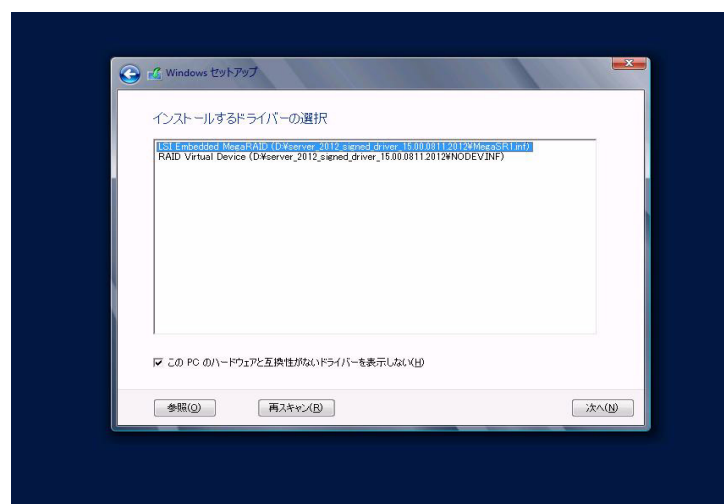 Windows セットアップ
インストールするドライバーの選択
LSI Embedded MegaRAID (D:¥server_2012_signed_driver_15.00.0811.2012¥MegaSR1.inf)
RAID Virtual Device (D:¥server_2012_signed_driver_15.00.0811.2012¥NODEV.INF)
この PC のハードウェアと互換性がないドライバーを表示しない(H)
参照(O) 再スキャン(R) 次へ(N)